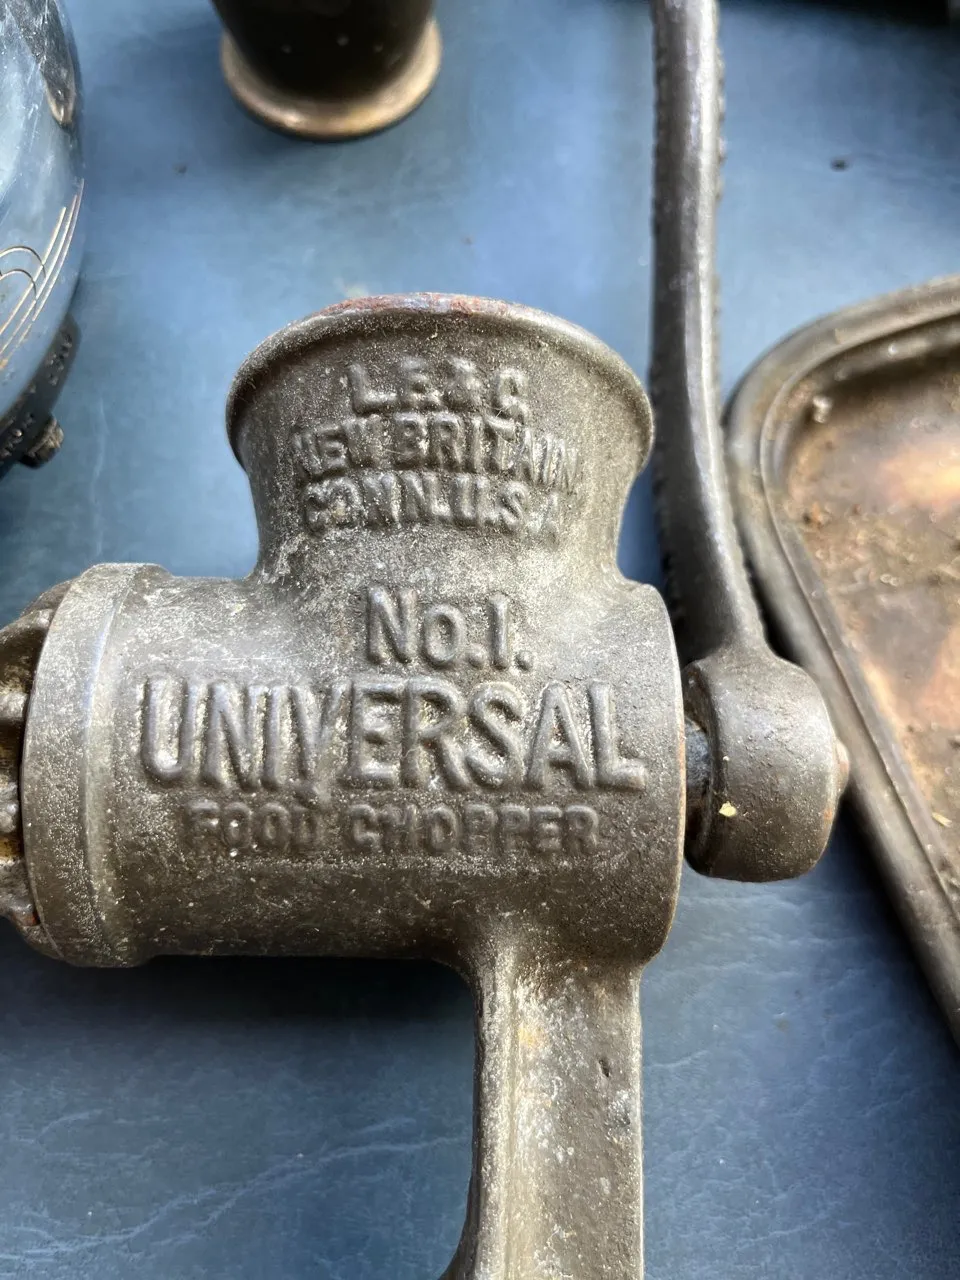 L.F. & C.
NEW BRITAIN,
CONN. U.S.A.
No. 1.
UNIVERSAL
FOOD CHOPPER